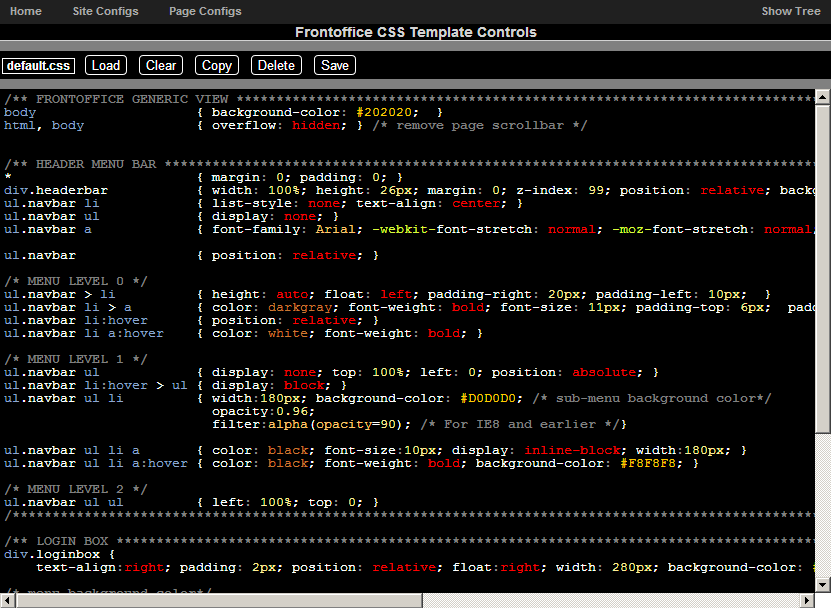 Home Site Configs Page Configs Show Tree
Frontoffice CSS Template Controls
default.css Load Clear Copy Delete Save
/** FRONTOFFICE GENERIC VIEW *************************************************************************
body { background-color: #202020; }
html, body { overflow: hidden; } /* remove page scrollbar */
/** HEADER MENU BAR **********************************************************************************
* { margin: 0; padding: 0; }
div.headerbar { width: 100%; height: 26px; margin: 0; z-index: 99; position: relative; backg
ul.navbar li { list-style: none; text-align: center; }
ul.navbar ul { display: none; }
ul.navbar a { font-family: Arial; -webkit-font-stretch: normal; -moz-font-stretch: normal;
ul.navbar { position: relative; }
/* MENU LEVEL 0 */
ul.navbar > li { height: auto; float: left; padding-right: 20px; padding-left: 10px; }
ul.navbar li > a { color: darkgray; font-weight: bold; font-size: 11px; padding-top: 6px; padd
ul.navbar li:hover { position: relative; }
ul.navbar li a:hover { color: white; font-weight: bold; }
/* MENU LEVEL 1 */
ul.navbar ul { display: none; top: 100%; left: 0; position: absolute; }
ul.navbar li:hover > ul { display: block; }
ul.navbar ul li { width:180px; background-color: #D0D0D0; /* sub-menu background color*/
opacity:0.96;
filter:alpha(opacity=90); /* For IE8 and earlier */}
ul.navbar ul li a { color: black; font-size:10px; display: inline-block; width:180px; }
ul.navbar ul li a:hover { color: black; font-weight: bold; background-color: #F8F8F8; }
/* MENU LEVEL 2 */
ul.navbar ul ul { left: 100%; top: 0; }
/*****************************************************************************************************
/** LOGIN BOX ****************************************************************************************
div.loginbox {
text-align:right; padding: 2px; position: relative; float:right; width: 280px; background-color: #
/* menu background color*/